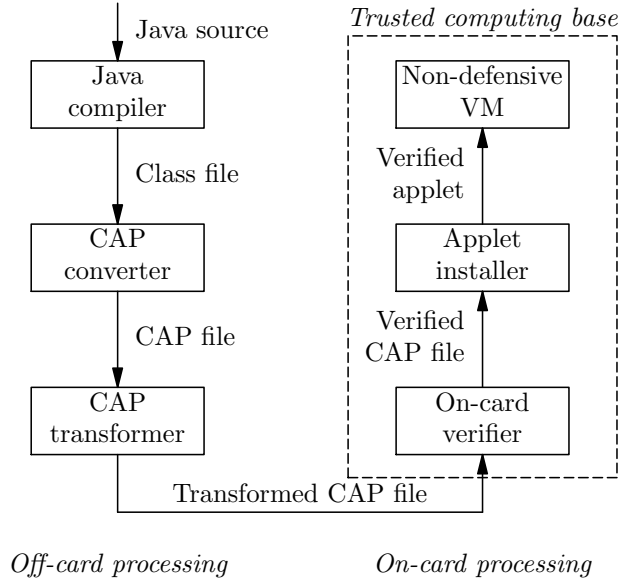 Java source
Java
compiler
Class file
CAP
converter
CAP file
CAP
transformer
Transformed CAP file
Off-card processing
Trusted computing base
Non-defensive
VM
Verified
applet
Applet
installer
Verified
CAP file
On-card
verifier
On-card processing